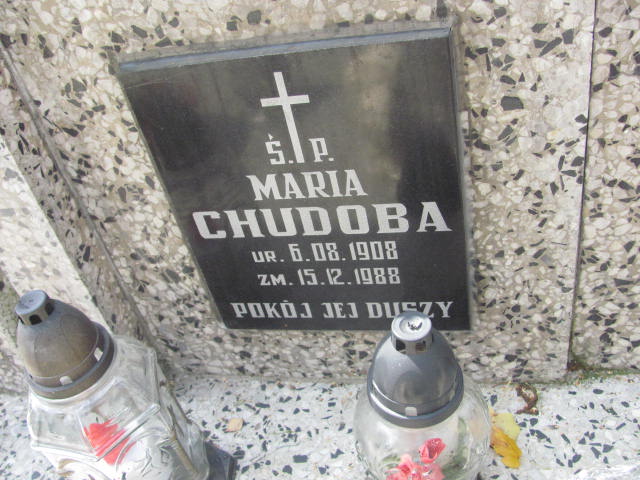 Ś. P.
MARIA
CHUDOBA
UR. 6.08.1908
ZM. 15.12.1988
POKÓJ JEJ DUSZY